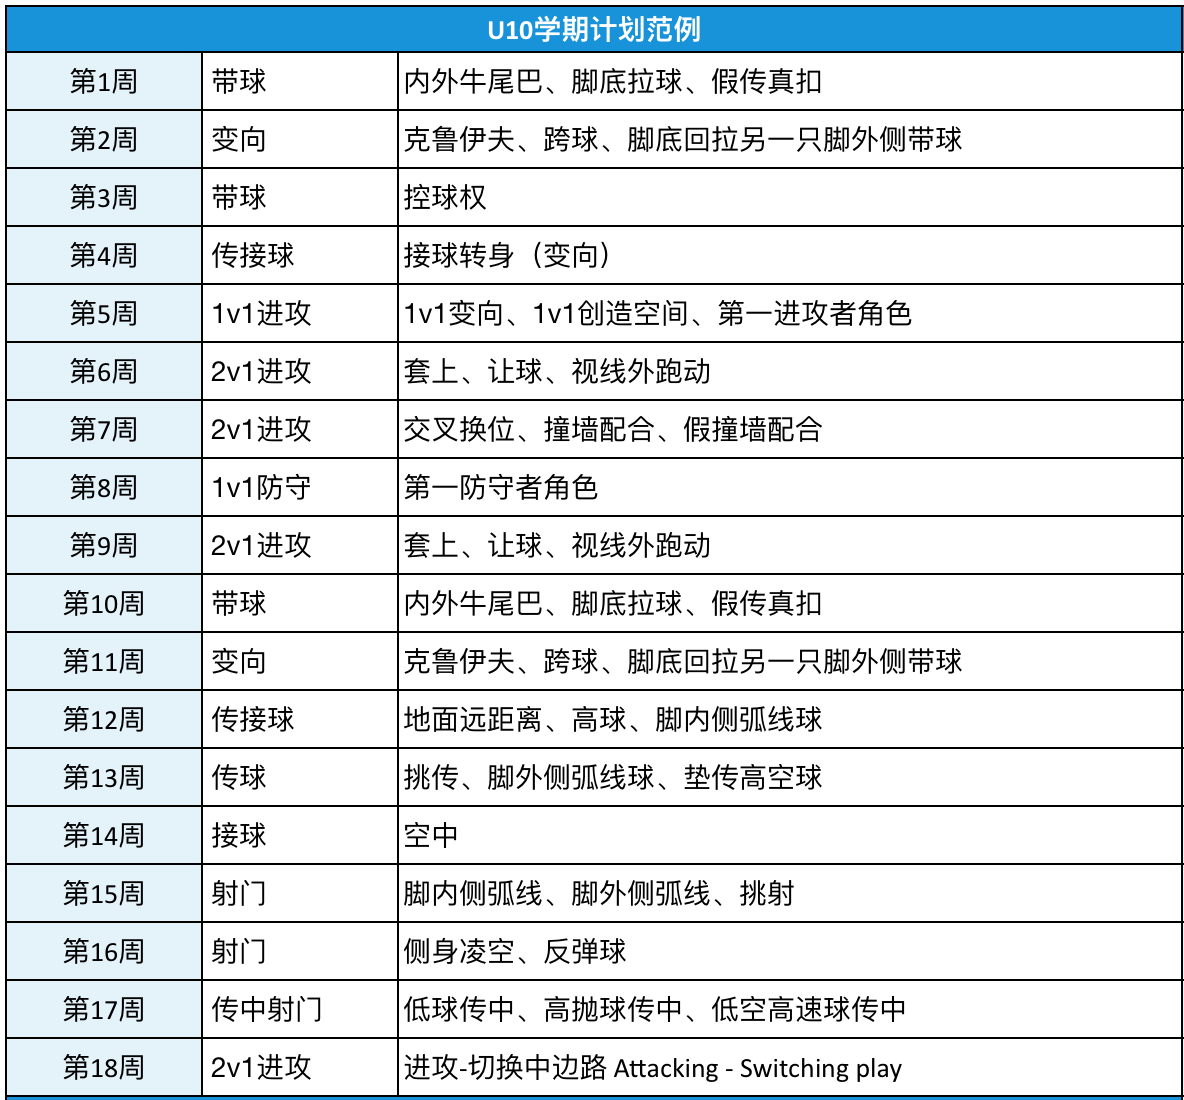 U10学期计划范例
第1周 带球 内外牛尾巴、脚底拉球、假传真扣
第2周 变向 克鲁伊夫、跨球、脚底回拉另一只脚外侧带球
第3周 带球 控球权
第4周 传接球 接球转身（变向）
第5周 1v1进攻 1v1变向、1v1创造空间、第一进攻者角色
第6周 2v1进攻 套上、让球、视线外跑动
第7周 2v1进攻 交叉换位、撞墙配合、假撞墙配合
第8周 1v1防守 第一防守者角色
第9周 2v1进攻 套上、让球、视线外跑动
第10周 带球 内外牛尾巴、脚底拉球、假传真扣
第11周 变向 克鲁伊夫、跨球、脚底回拉另一只脚外侧带球
第12周 传接球 地面远距离、高球、脚内侧弧线球
第13周 传球 挑传、脚外侧弧线球、垫传高空球
第14周 接球 空中
第15周 射门 脚内侧弧线、脚外侧弧线、挑射
第16周 射门 侧身凌空、反弹球
第17周 传中射门 低球传中、高抛球传中、低空高速球传中
第18周 2v1进攻 进攻-切换中边路 Attacking - Switching play